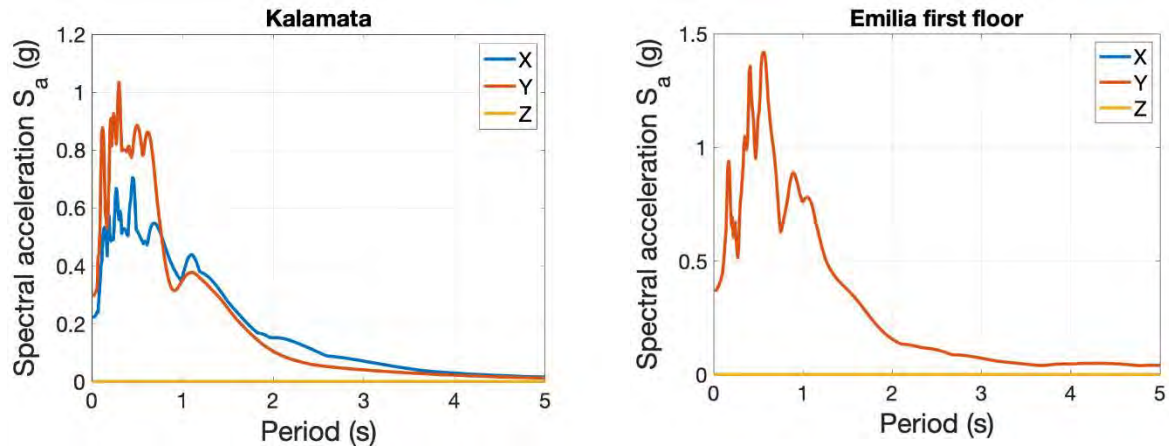 Kalamata
Spectral acceleration S_a (g)
1.2
1
0.8
0.6
0.4
0.2
0
0 1 2 3 4 5
Period (s)
X
Y
Z
Emilia first floor
Spectral acceleration S_a (g)
1.5
1
0.5
0
0 1 2 3 4 5
Period (s)
X
Y
Z